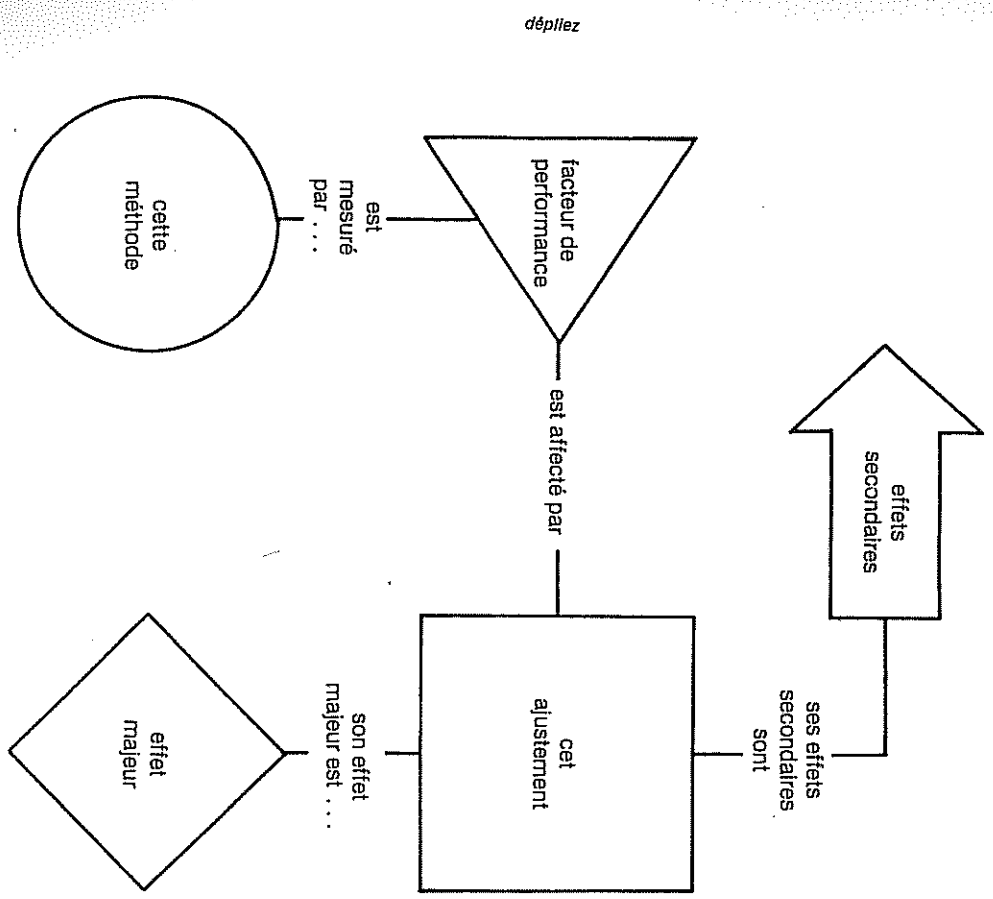 dépliez
facteur de
performance
est
mesuré
par . . .
cette
méthode
est affecté par
effets
secondaires
ses effets
secondaires
sont
cet
ajustement
son effet
majeur est . . .
effet
majeur